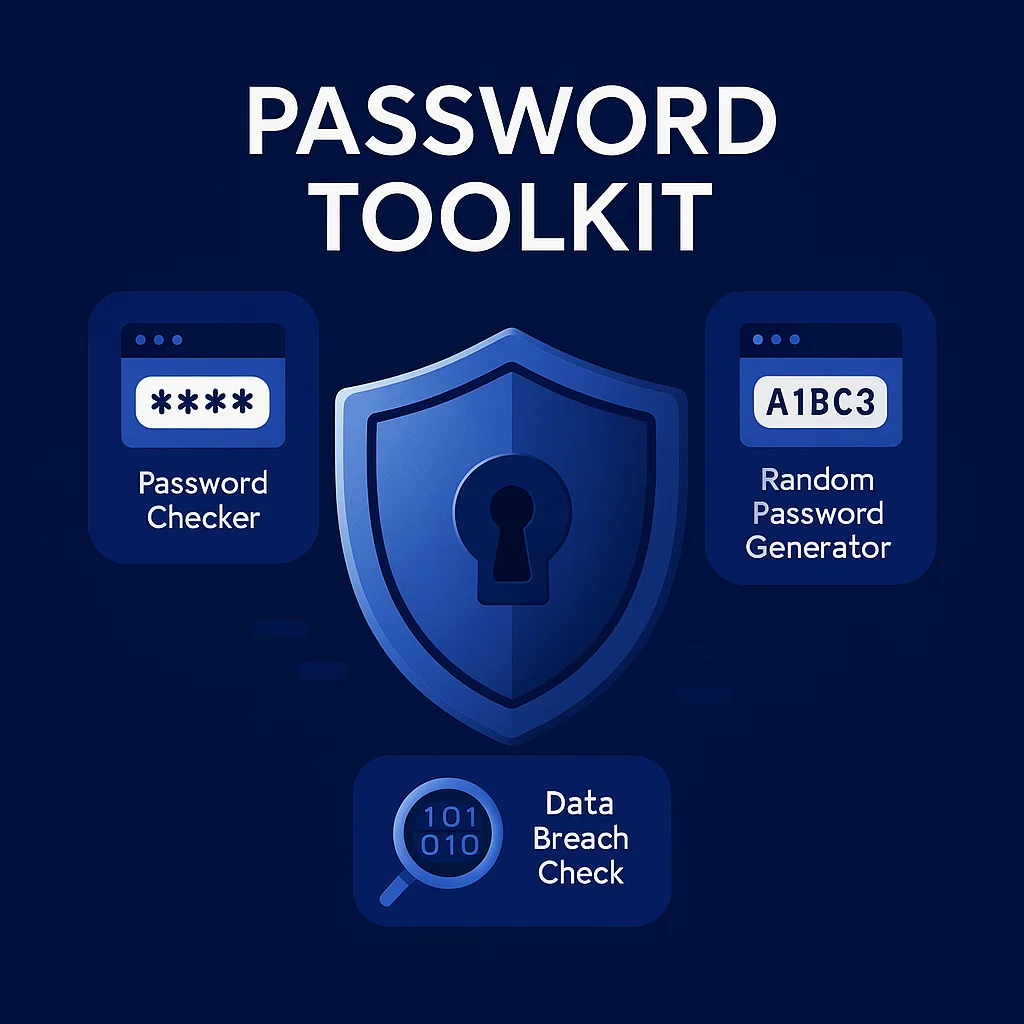 PASSWORD
TOOLKIT
****
Password
Checker
A1BC3
Random
Password
Generator
101
010
Data
Breach
Check